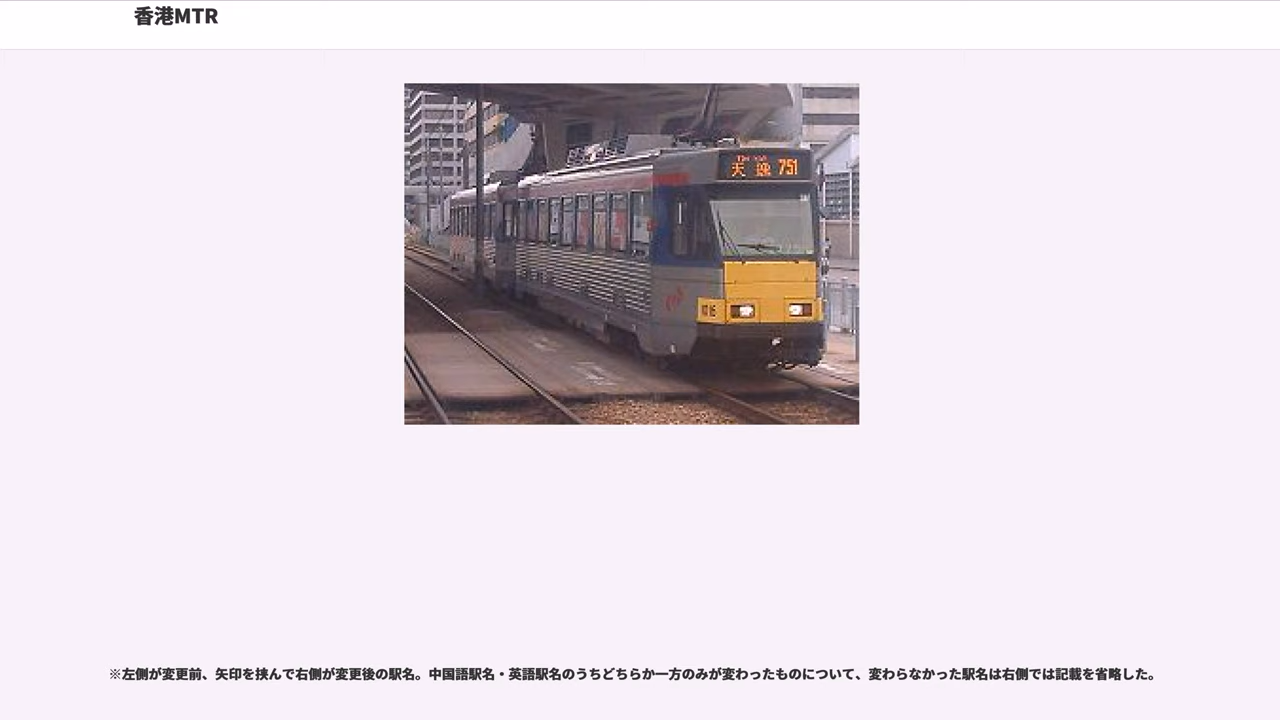 香港MTR
天 逸 751
※左側が変更前、矢印を挟んで右側が変更後の駅名。中国語駅名・英語駅名のうちどちらか一方のみが変わったものについて、変わらなかった駅名は右側では記載を省略した。